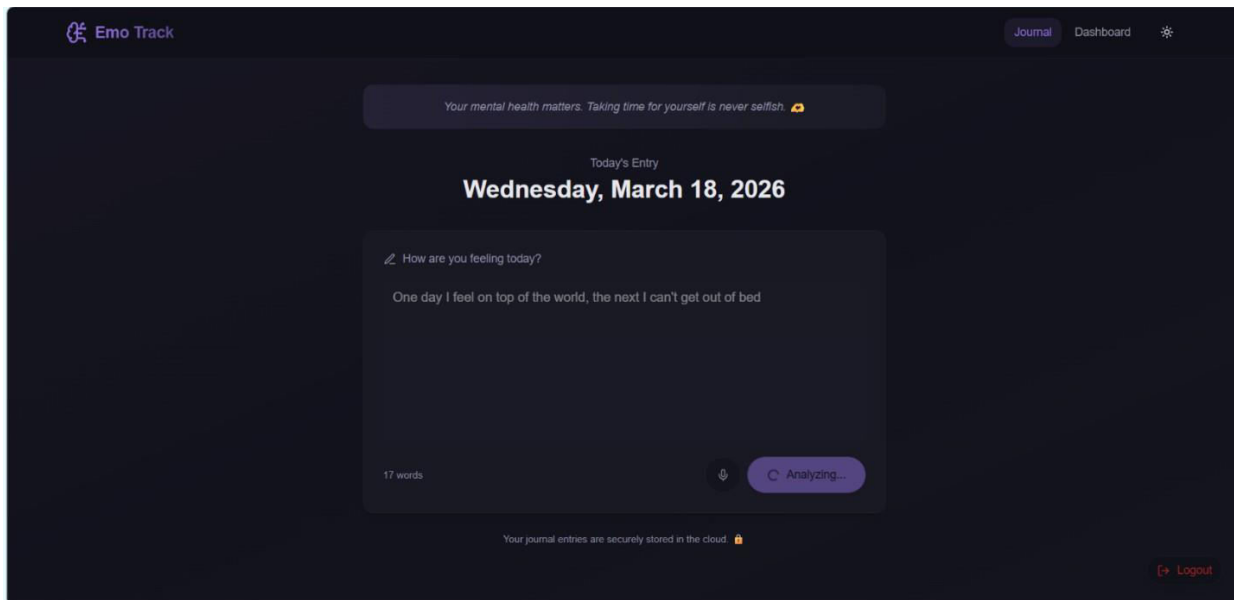 Emo Track
Journal
Dashboard
Your mental health matters. Taking time for yourself is never selfish.
Today's Entry
Wednesday, March 18, 2026
How are you feeling today?
One day I feel on top of the world, the next I can't get out of bed
17 words
Analyzing...
Your journal entries are securely stored in the cloud.
Logout